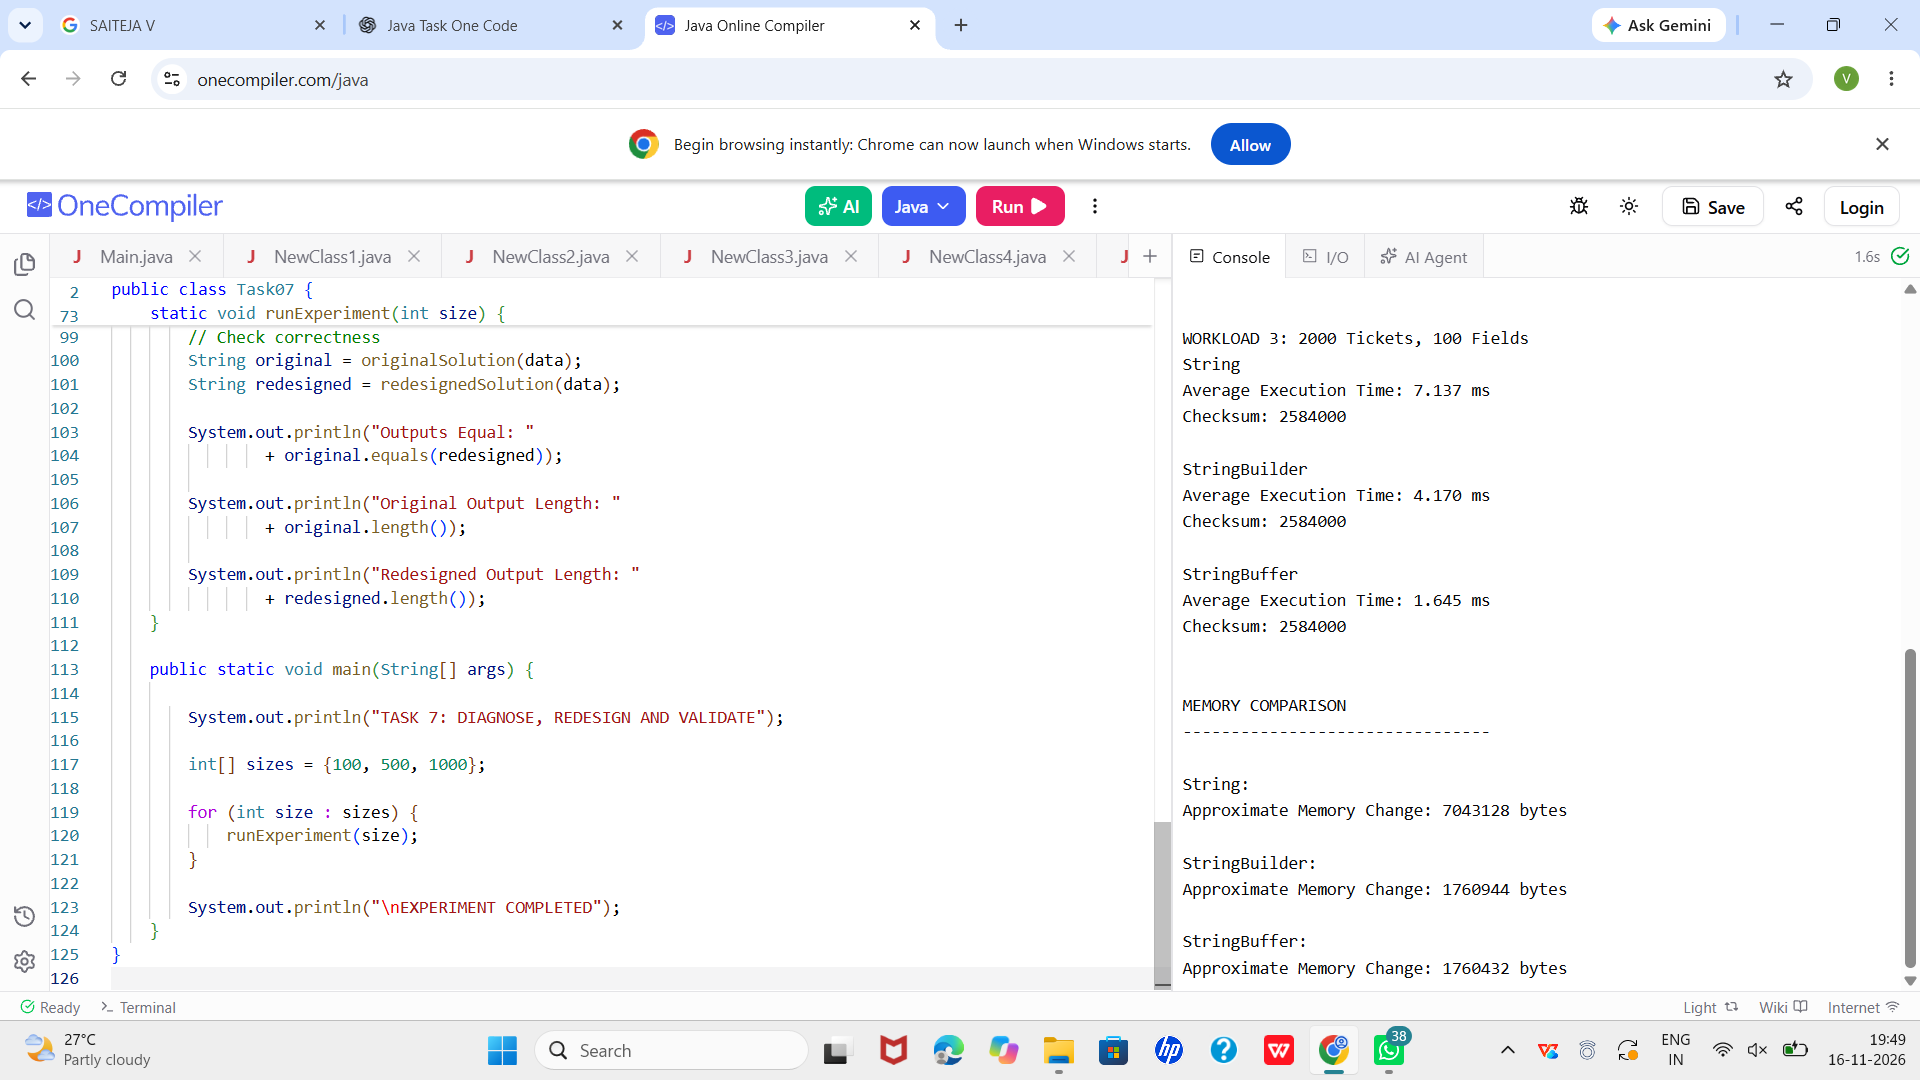 SAITEJA V
Java Task One Code
Java Online Compiler
Ask Gemini
onecompiler.com/java
V
Begin browsing instantly: Chrome can now launch when Windows starts.
Allow
OneCompiler
AI
Java
Run
Save
Login
J Main.java
J NewClass1.java
J NewClass2.java
J NewClass3.java
J NewClass4.java
J
Console
I/O
AI Agent
1.6s
2 public class Task07 {
73 static void runExperiment(int size) {
99 // Check correctness
100 String original = originalSolution(data);
101 String redesigned = redesignedSolution(data);
102
103 System.out.println("Outputs Equal: "
104 + original.equals(redesigned));
105
106 System.out.println("Original Output Length: "
107 + original.length());
108
109 System.out.println("Redesigned Output Length: "
110 + redesigned.length());
111 }
112
113 public static void main(String[] args) {
114
115 System.out.println("TASK 7: DIAGNOSE, REDESIGN AND VALIDATE");
116
117 int[] sizes = {100, 500, 1000};
118
119 for (int size : sizes) {
120 runExperiment(size);
121 }
122
123 System.out.println("\nEXPERIMENT COMPLETED");
124 }
125 }
126
WORKLOAD 3: 2000 Tickets, 100 Fields
String
Average Execution Time: 7.137 ms
Checksum: 2584000
StringBuilder
Average Execution Time: 4.170 ms
Checksum: 2584000
StringBuffer
Average Execution Time: 1.645 ms
Checksum: 2584000
MEMORY COMPARISON
--------------------------------
String:
Approximate Memory Change: 7043128 bytes
StringBuilder:
Approximate Memory Change: 1760944 bytes
StringBuffer:
Approximate Memory Change: 1760432 bytes
Ready
Terminal
Light
Wiki
Internet
27°C
Partly cloudy
Search
38
ENG
IN
19:49
16-11-2026